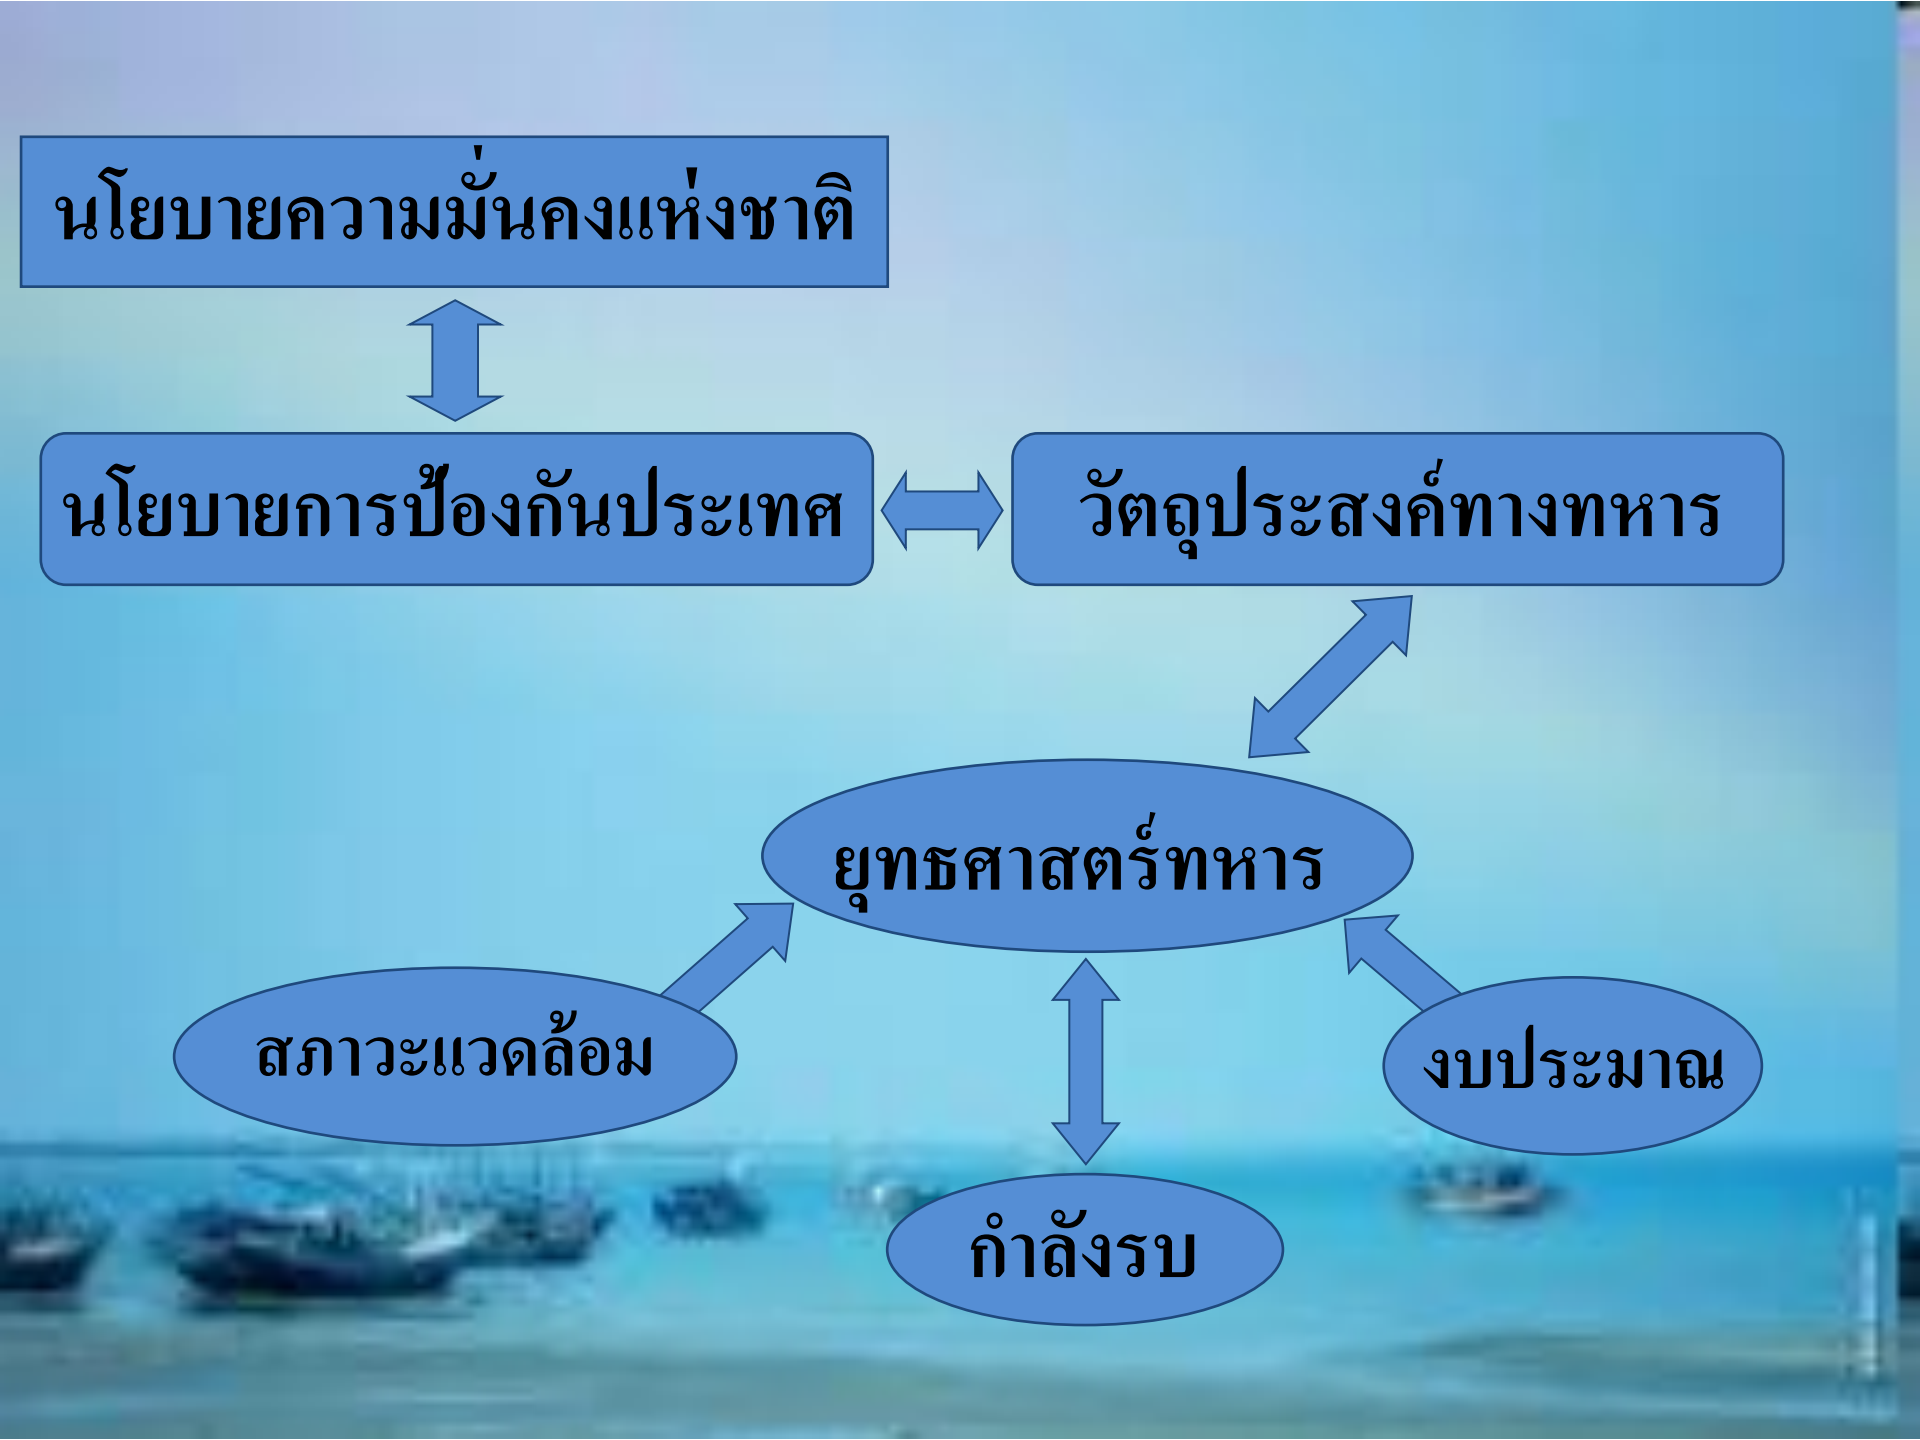 นโยบายความมั่นคงแห่งชาติ
นโยบายการป้องกันประเทศ
วัตถุประสงค์ทางทหาร
ยุทธศาสตร์ทหาร
สภาวะแวดล้อม
งบประมาณ
กำลังรบ